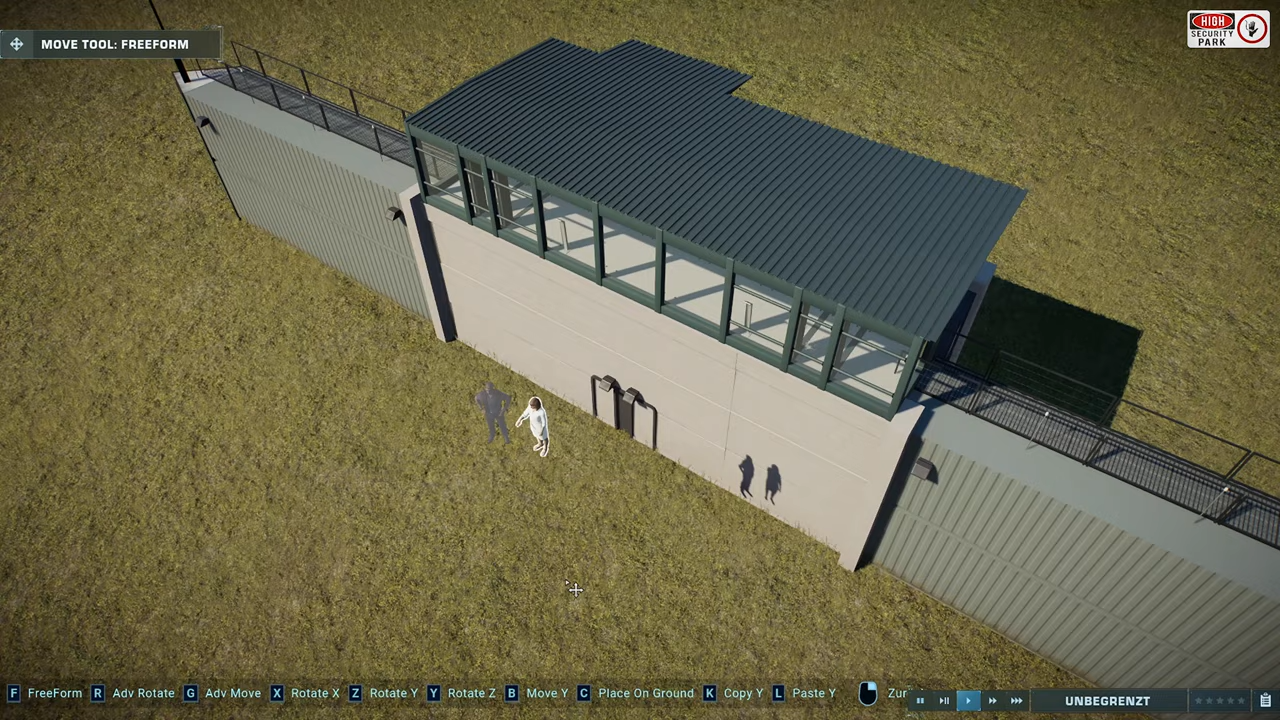 MOVE TOOL: FREEFORM
HIGH
SECURITY
PARK
F FreeForm R Adv Rotate G Adv Move X Rotate X Z Rotate Y Y Rotate Z B Move Y C Place On Ground K Copy Y L Paste Y Zur
UNBEGRENZT